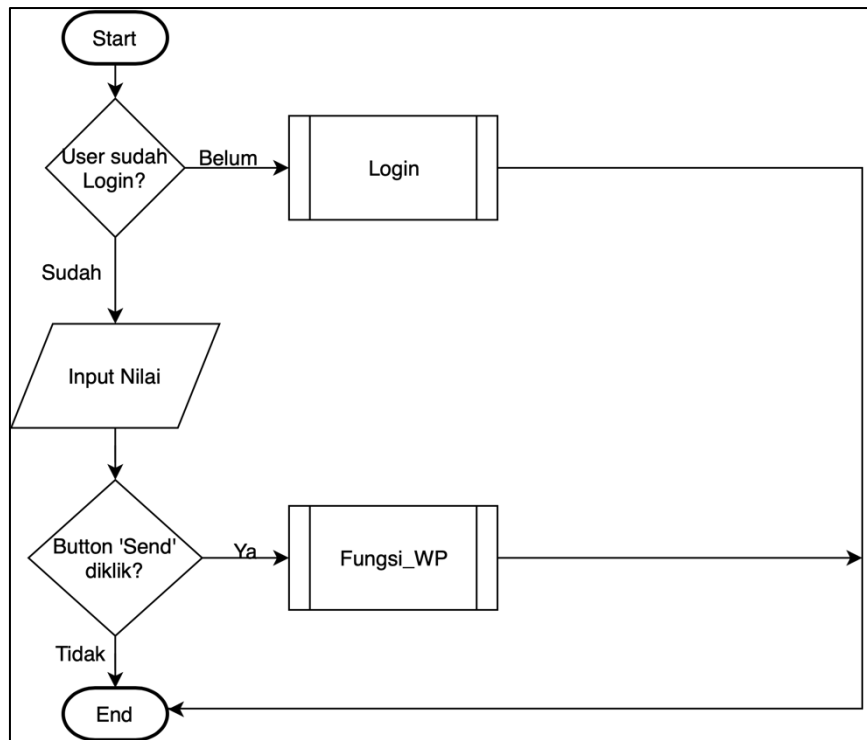 Start
User sudah
Login?
Belum
Login
Sudah
Input Nilai
Button 'Send'
diklik?
Ya
Fungsi_WP
Tidak
End